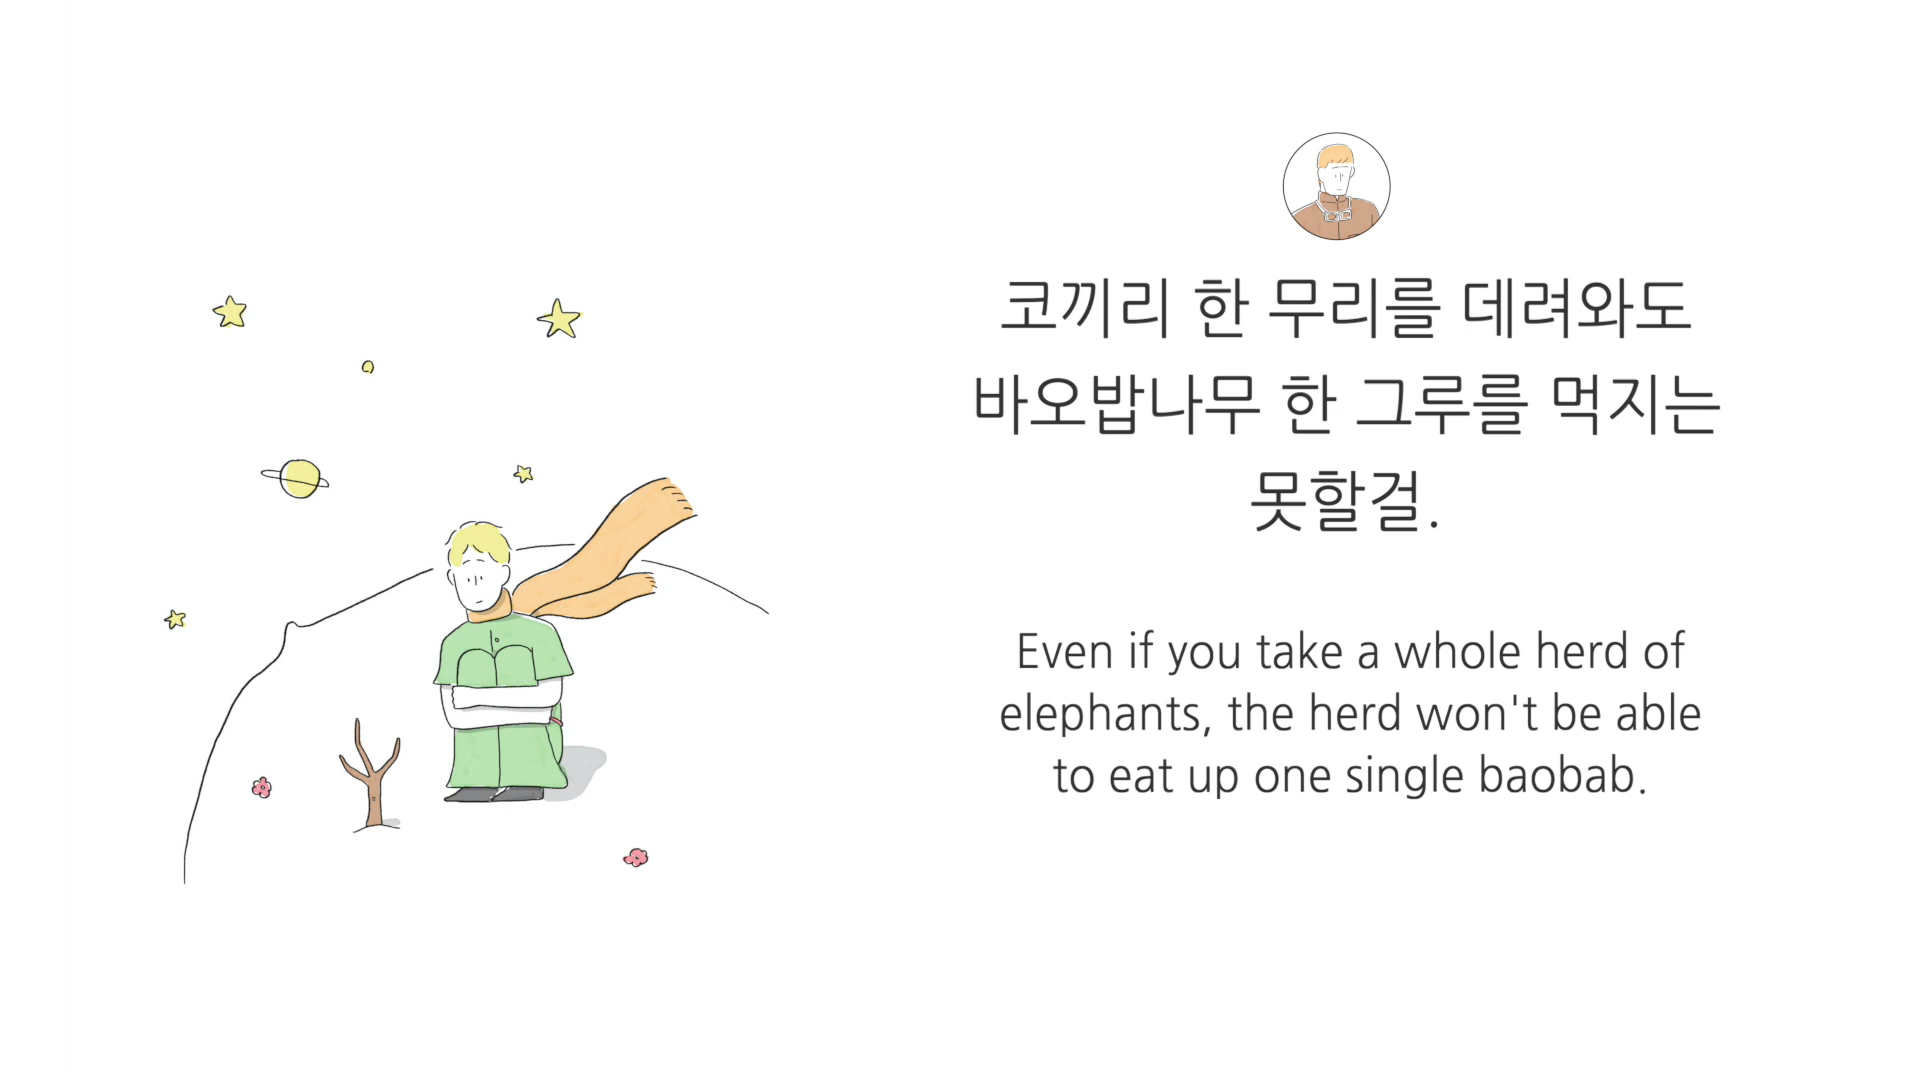 코끼리 한 무리를 데려와도
바오밥나무 한 그루를 먹지는
못할걸.
Even if you take a whole herd of
elephants, the herd won't be able
to eat up one single baobab.